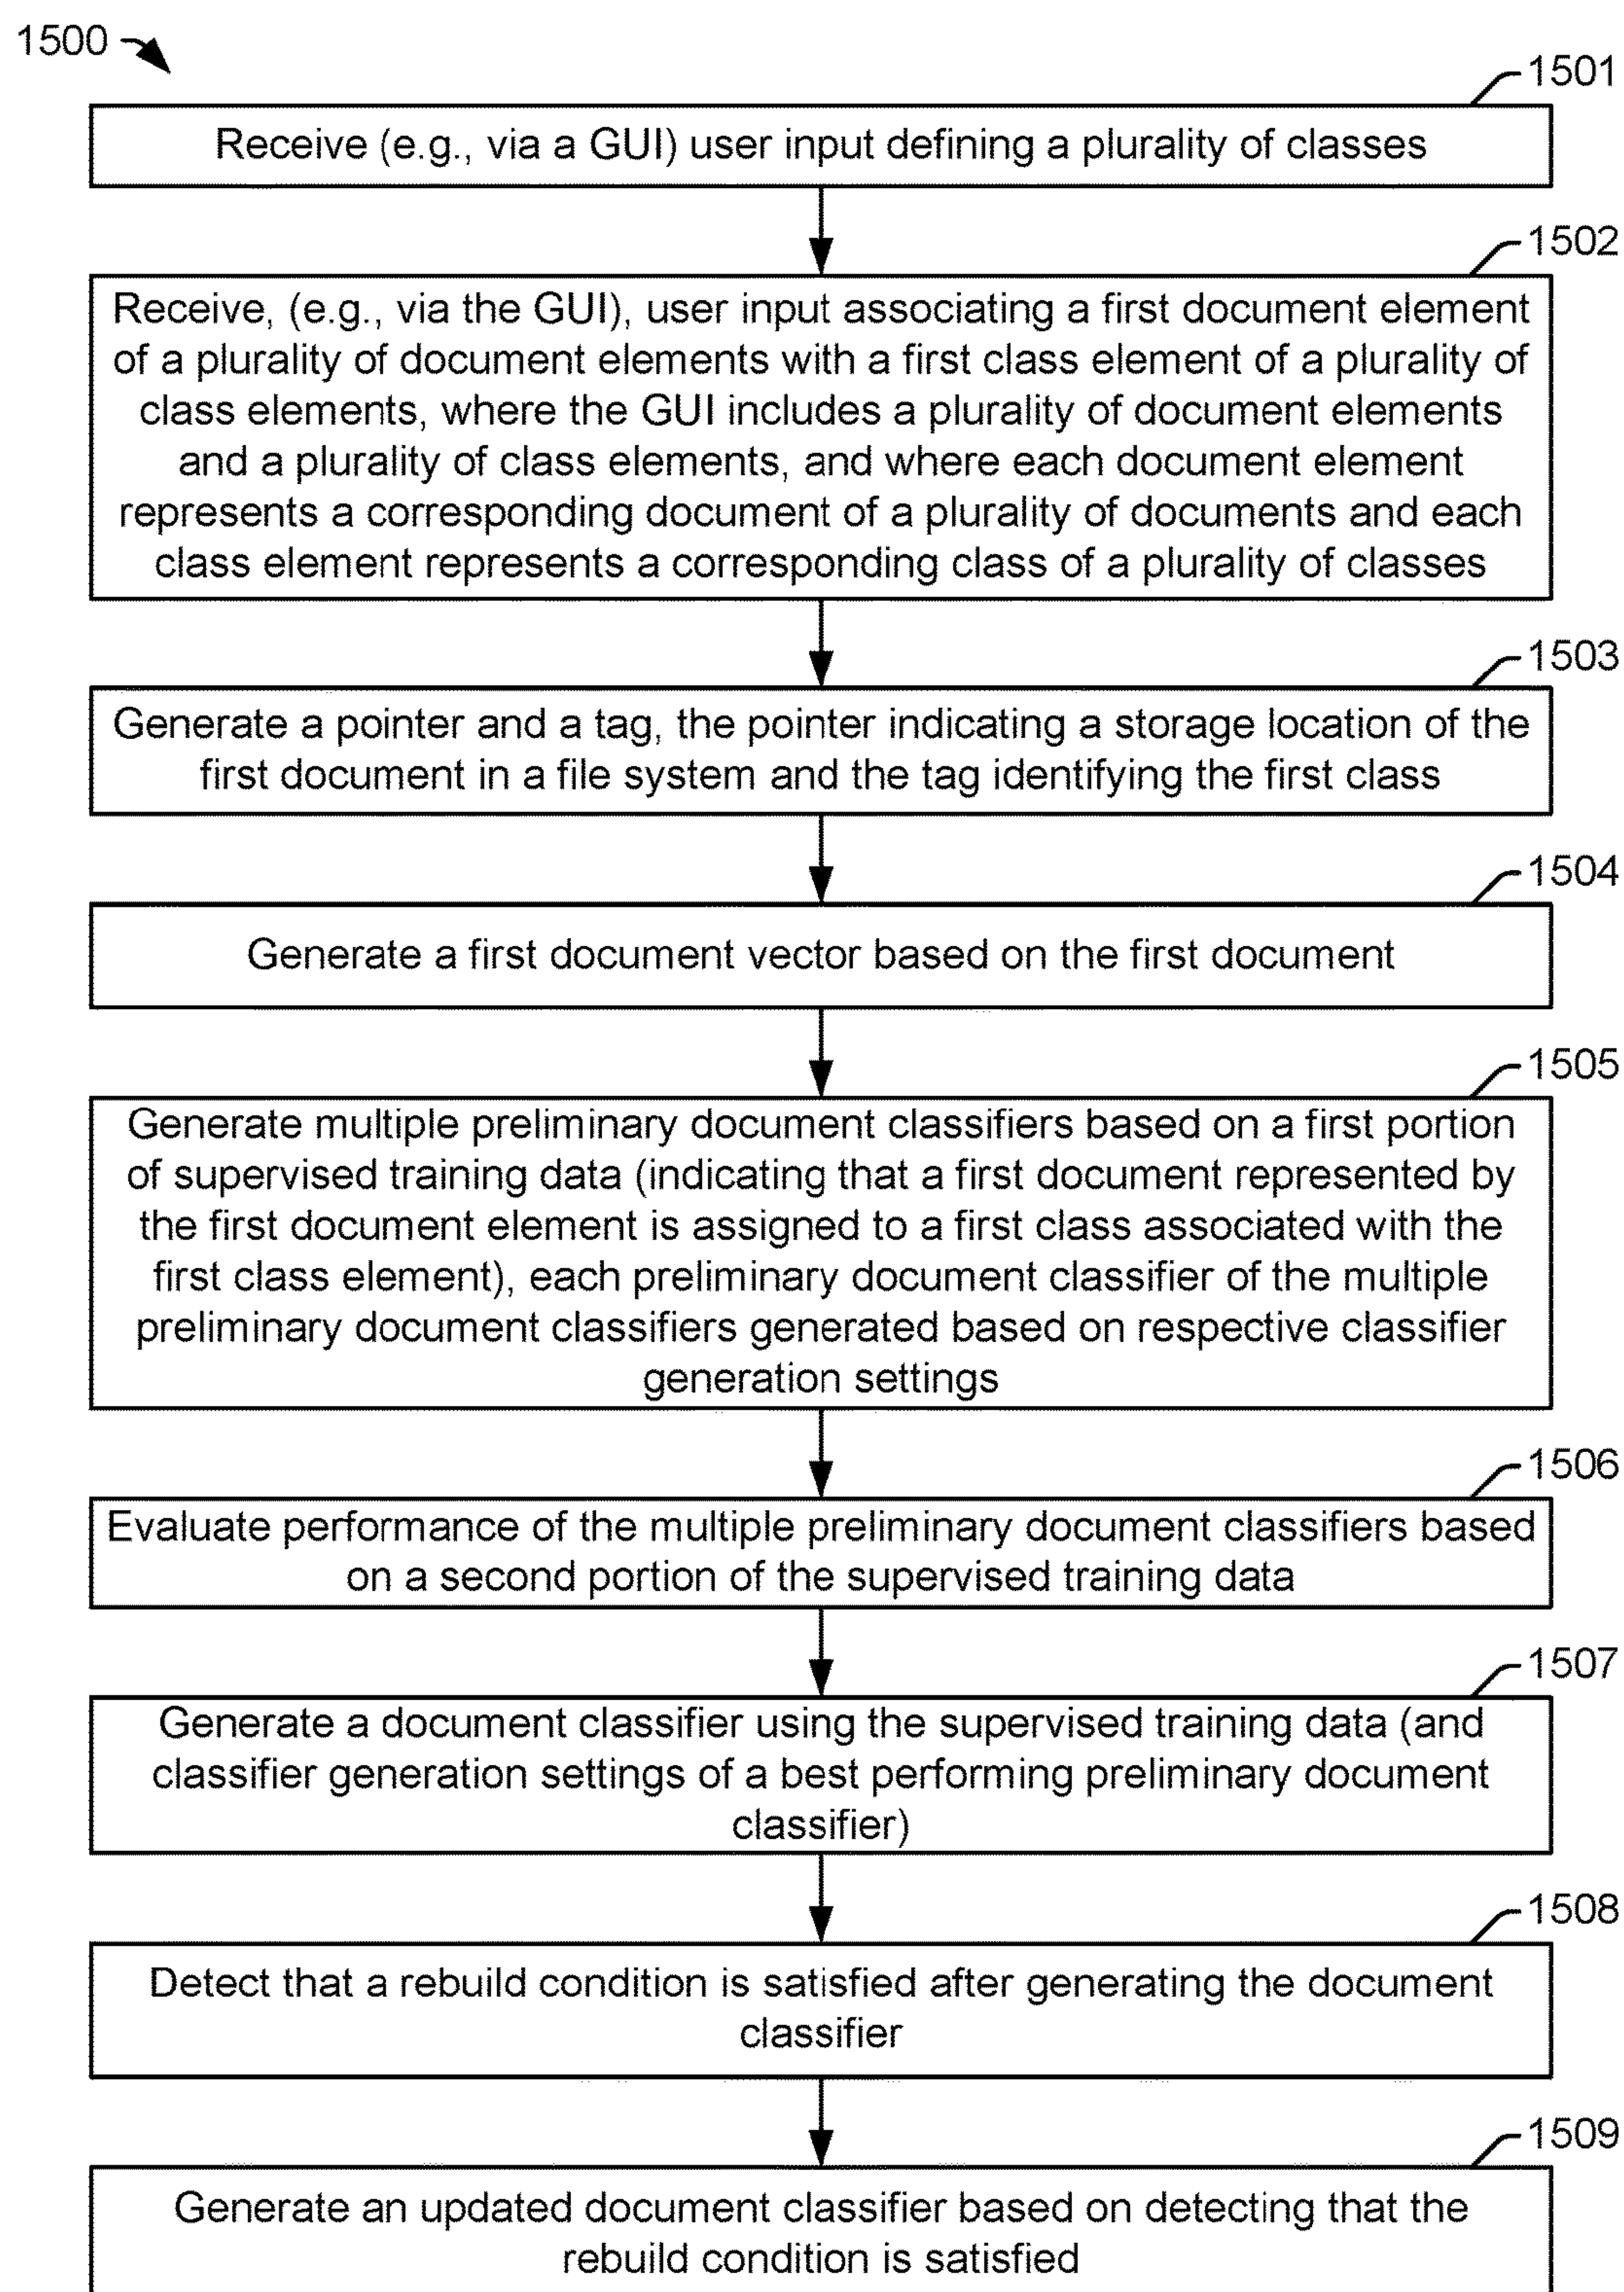 1500
1501
Receive (e.g., via a GUI) user input defining a plurality of classes
1502
Receive, (e.g., via the GUI), user input associating a first document element
of a plurality of document elements with a first class element of a plurality of
class elements, where the GUI includes a plurality of document elements
and a plurality of class elements, and where each document element
represents a corresponding document of a plurality of documents and each
class element represents a corresponding class of a plurality of classes
1503
Generate a pointer and a tag, the pointer indicating a storage location of the
first document in a file system and the tag identifying the first class
1504
Generate a first document vector based on the first document
1505
Generate multiple preliminary document classifiers based on a first portion
of supervised training data (indicating that a first document represented by
the first document element is assigned to a first class associated with the
first class element), each preliminary document classifier of the multiple
preliminary document classifiers generated based on respective classifier
generation settings
1506
Evaluate performance of the multiple preliminary document classifiers based
on a second portion of the supervised training data
1507
Generate a document classifier using the supervised training data (and
classifier generation settings of a best performing preliminary document
classifier)
1508
Detect that a rebuild condition is satisfied after generating the document
classifier
1509
Generate an updated document classifier based on detecting that the
rebuild condition is satisfied